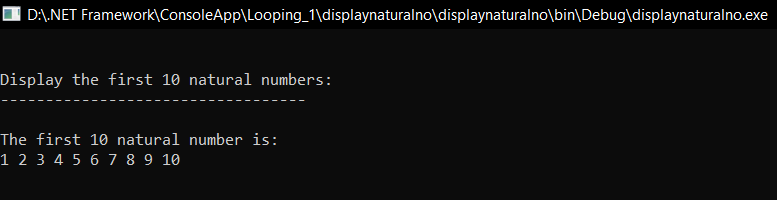 D:\.NET Framework\ConsoleApp\Looping_1\displaynaturalno\displaynaturalno\bin\Debug\displaynaturalno.exe
Display the first 10 natural numbers:
----------------------------------
The first 10 natural number is:
1 2 3 4 5 6 7 8 9 10